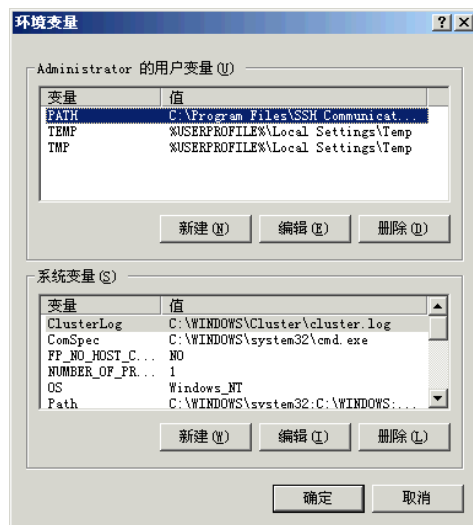 环境变量
Administrator 的用户变量(U)
变量 值
PATH C:\Program Files\SSH Communicat...
TEMP %USERPROFILE%\Local Settings\Temp
TMP %USERPROFILE%\Local Settings\Temp
新建(N) 编辑(E) 删除(D)
系统变量(S)
变量 值
ClusterLog C:\WINDOWS\Cluster\cluster.log
ComSpec C:\WINDOWS\system32\cmd.exe
FP_NO_HOST_C... NO
NUMBER_OF_PR... 1
OS Windows_NT
Path C:\WINDOWS\system32;C:\WINDOWS;...
新建(W) 编辑(I) 删除(L)
确定 取消